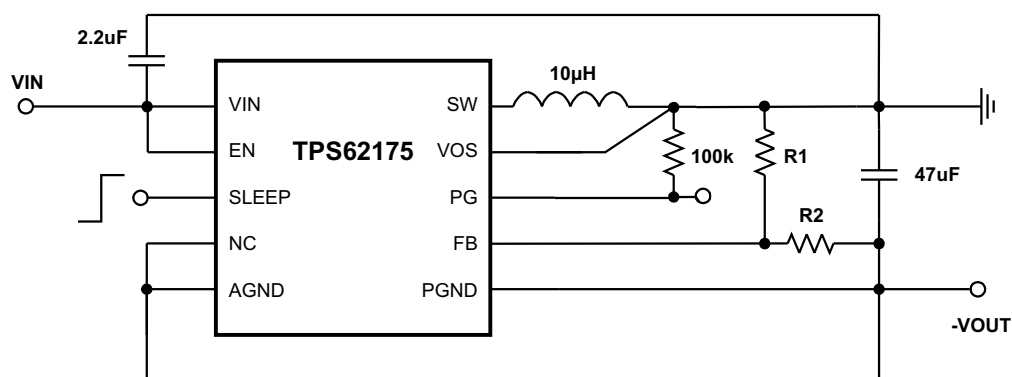 2.2uF
VIN
10µH
VIN
SW
EN
TPS62175
VOS
100k
R1
47uF
SLEEP
PG
R2
NC
FB
AGND
PGND
-VOUT